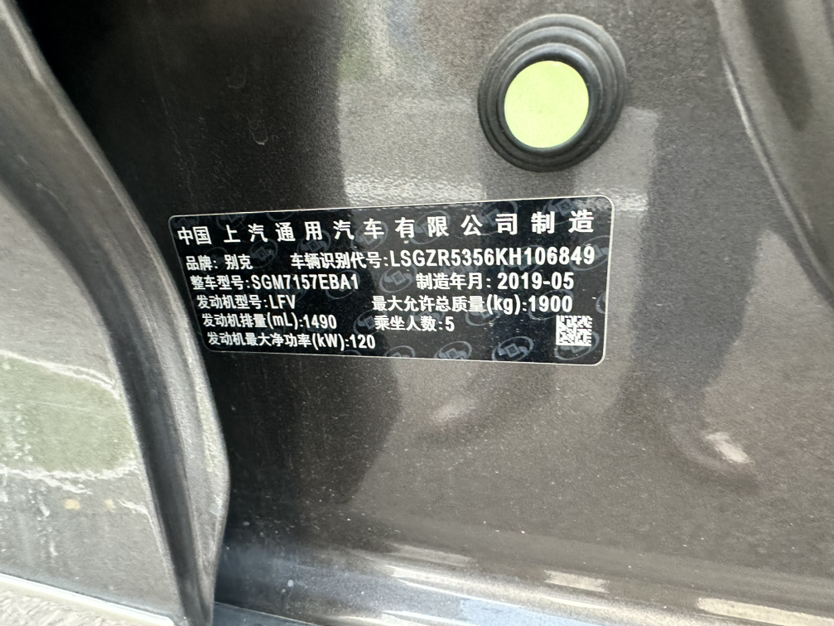 中国 上汽通用汽车有限公司制造
品牌: 别克 车辆识别代号:LSGZR5356KH106849
整车型号:SGM7157EBA1 制造年月:2019-05
发动机型号:LFV 最大允许总质量(kg):1900
发动机排量(mL):1490 乘坐人数:5
发动机最大净功率(kW):120